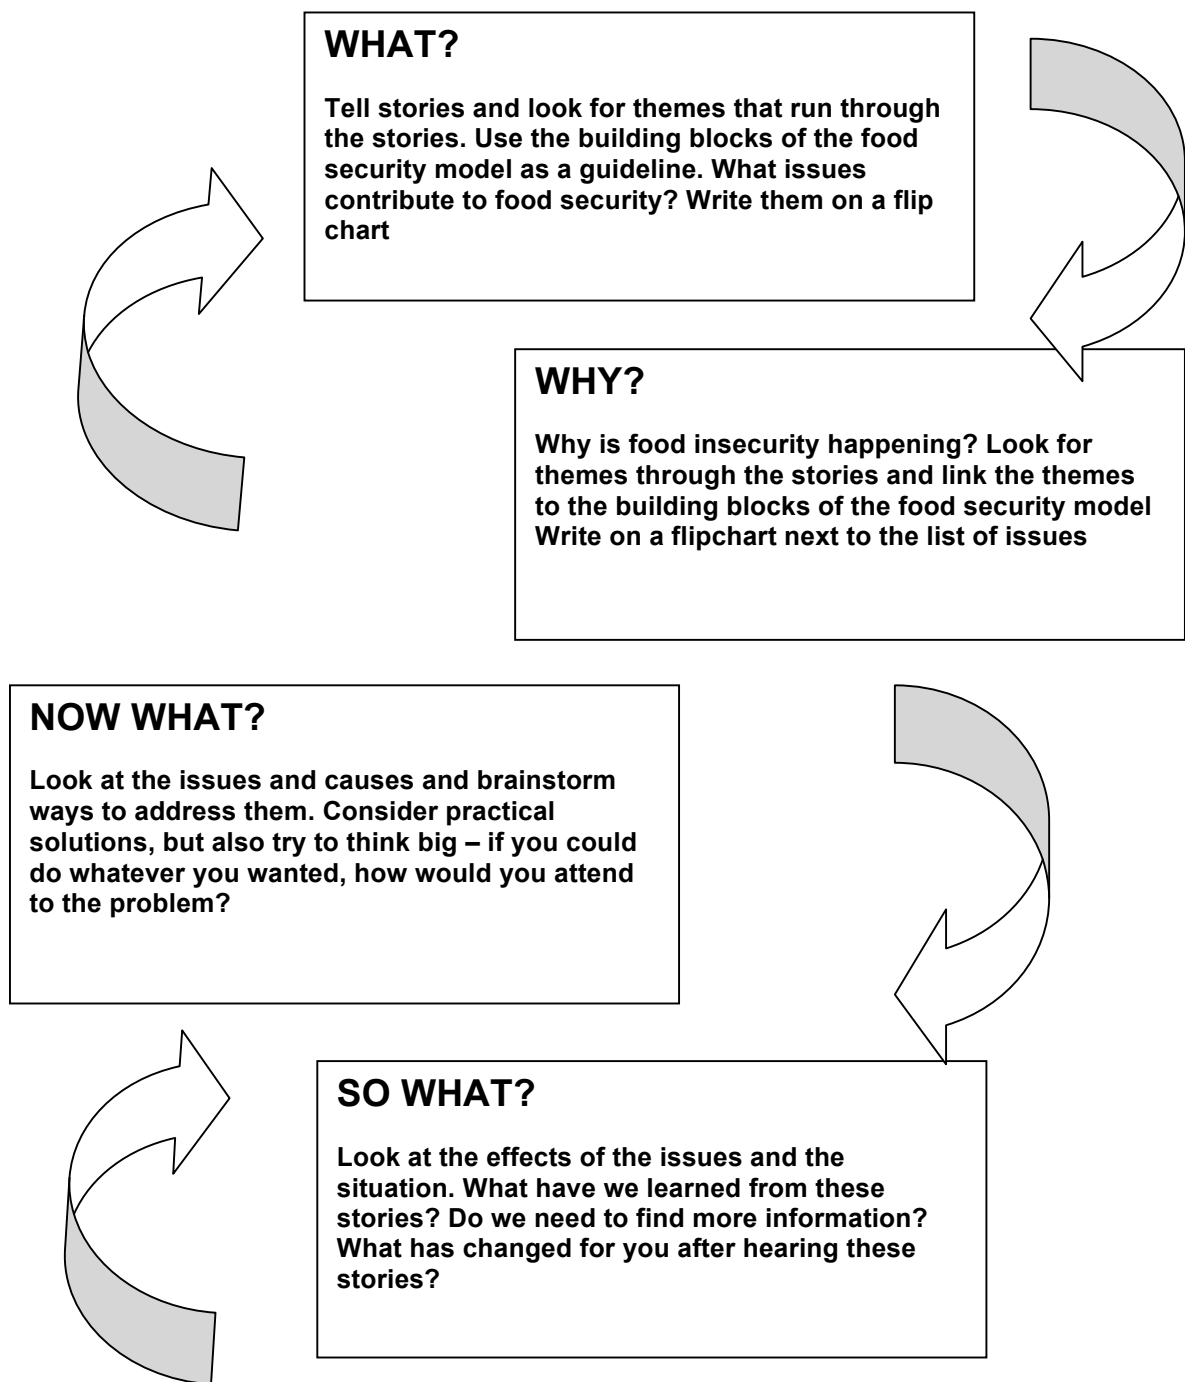 WHAT?
Tell stories and look for themes that run through
the stories. Use the building blocks of the food
security model as a guideline. What issues
contribute to food security? Write them on a flip
chart
WHY?
Why is food insecurity happening? Look for
themes through the stories and link the themes
to the building blocks of the food security model
Write on a flipchart next to the list of issues
NOW WHAT?
Look at the issues and causes and brainstorm
ways to address them. Consider practical
solutions, but also try to think big – if you could
do whatever you wanted, how would you attend
to the problem?
SO WHAT?
Look at the effects of the issues and the
situation. What have we learned from these
stories? Do we need to find more information?
What has changed for you after hearing these
stories?